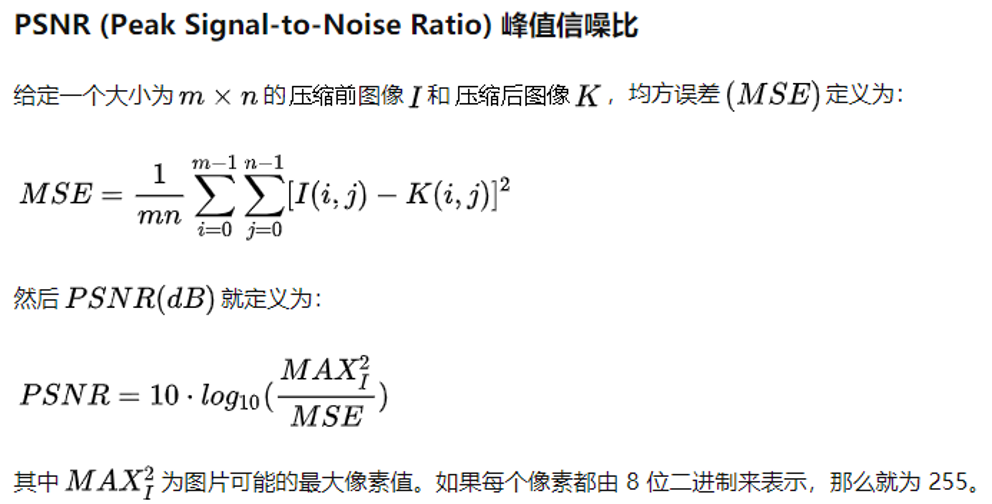 PSNR (Peak Signal-to-Noise Ratio) 峰值信噪比
给定一个大小为 m × n 的压缩前图像 I 和 压缩后图像 K ，均方误差 (MSE) 定义为：
MSE = \frac{1}{mn} \sum_{i=0}^{m-1} \sum_{j=0}^{n-1} [I(i,j) - K(i,j)]^2
然后 PSNR(dB) 就定义为：
PSNR = 10 \cdot log_{10}(\frac{MAX_I^2}{MSE})
其中 MAX_I^2 为图片可能的最大像素值。如果每个像素都由 8 位二进制来表示，那么就为 255。